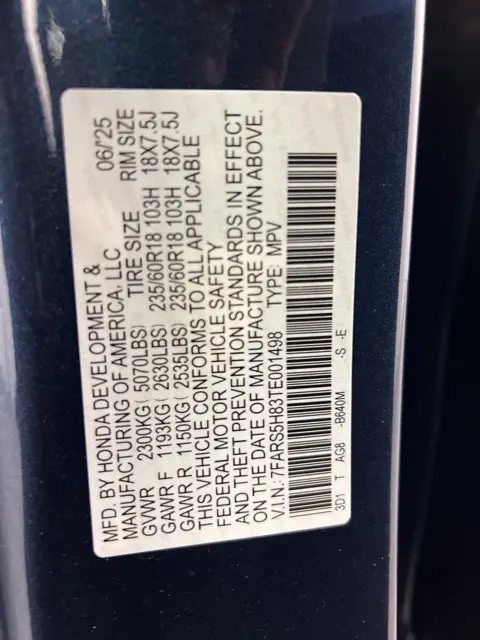 MFD. BY HONDA DEVELOPMENT &
MANUFACTURING OF AMERICA, LLC 06/'25
GVWR 2300KG( 5070LBS) TIRE SIZE RIM SIZE
GAWR F 1193KG( 2630LBS) 235/60R18 103H 18X7.5J
GAWR R 1150KG( 2535LBS) 235/60R18 103H 18X7.5J
THIS VEHICLE CONFORMS TO ALL APPLICABLE
FEDERAL MOTOR VEHICLE SAFETY
AND THEFT PREVENTION STANDARDS IN EFFECT
ON THE DATE OF MANUFACTURE SHOWN ABOVE.
V.I.N.: 7FARS5H83TE001498 TYPE: MPV
3D1 T AG8 -B640M -S -E